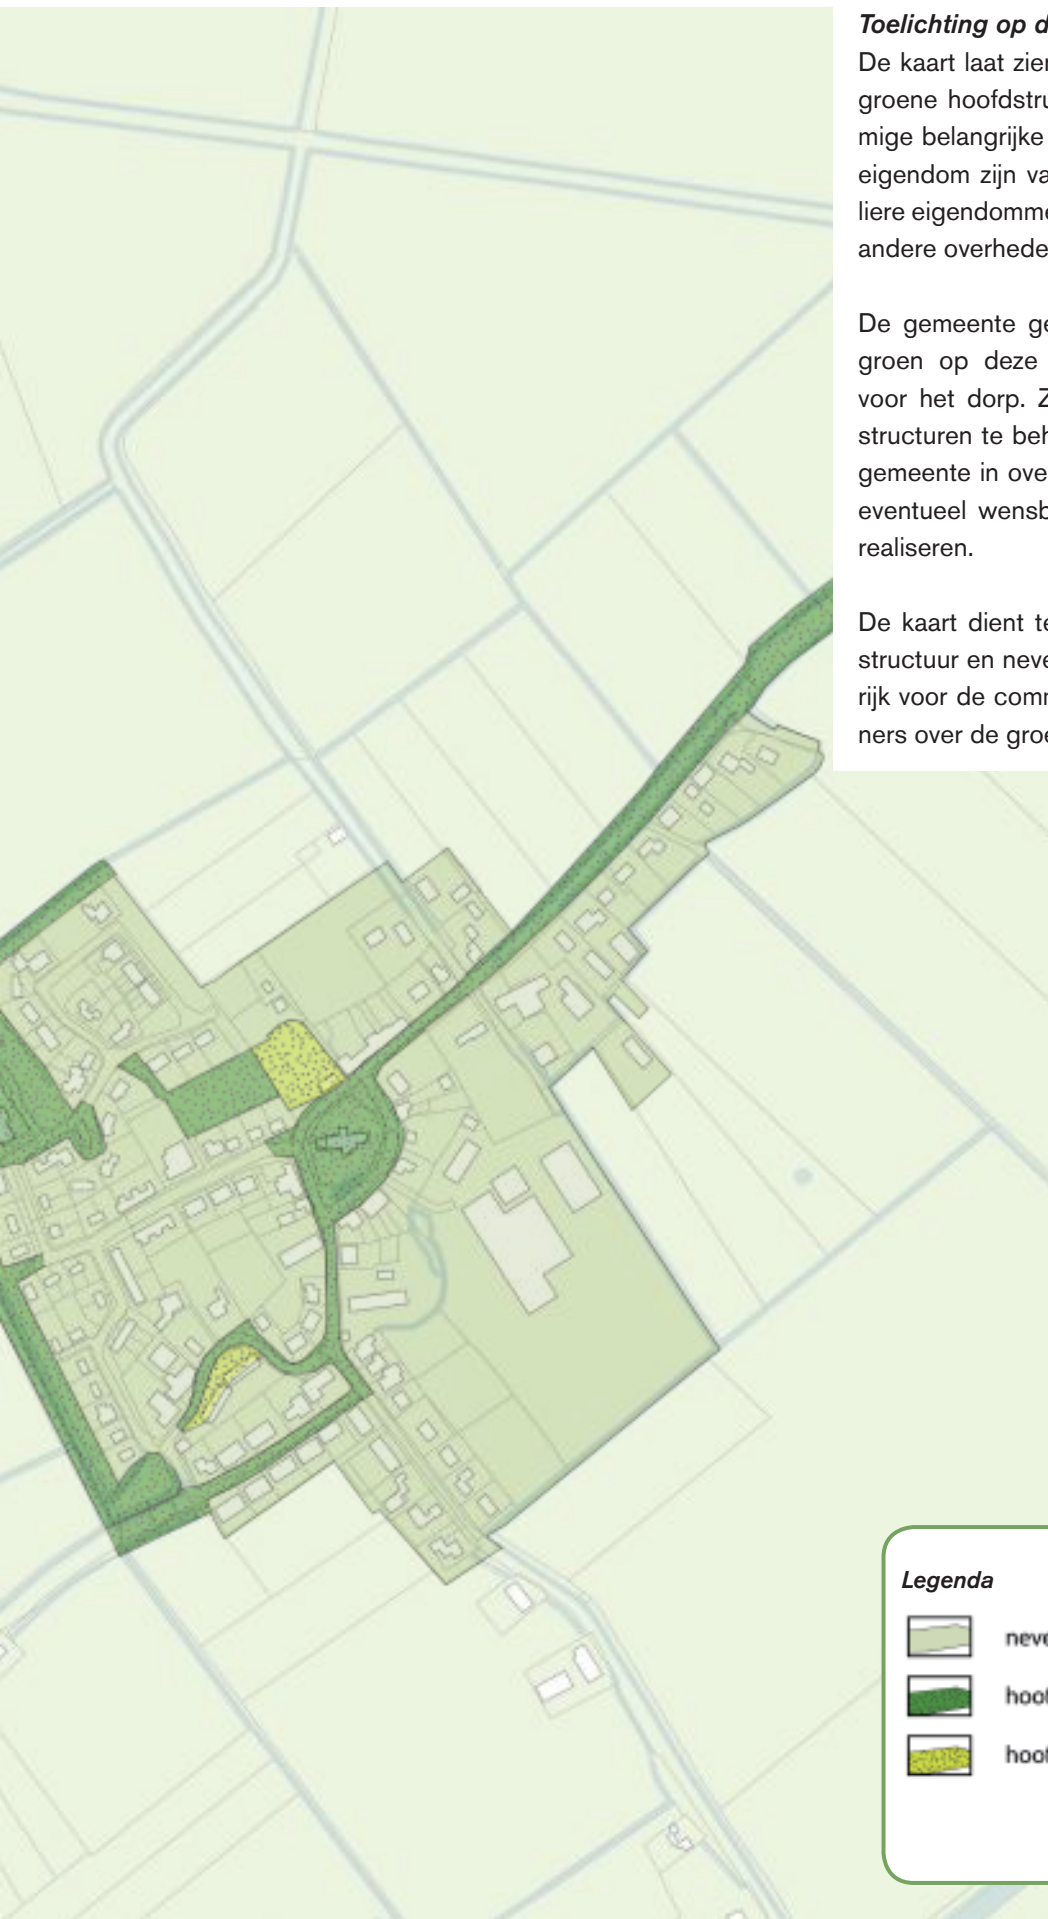 Toelichting op d
De kaart laat zien
groene hoofdstru
mige belangrijke
eigendom zijn va
liere eigendomme
andere overhede
De gemeente ge
groen op deze
voor het dorp. Z
structuren te beh
gemeente in ove
eventueel wensb
realiseren.
De kaart dient te
structuur en neve
rijk voor de comm
ners over de groe
Legenda
neve
hoof
hoof